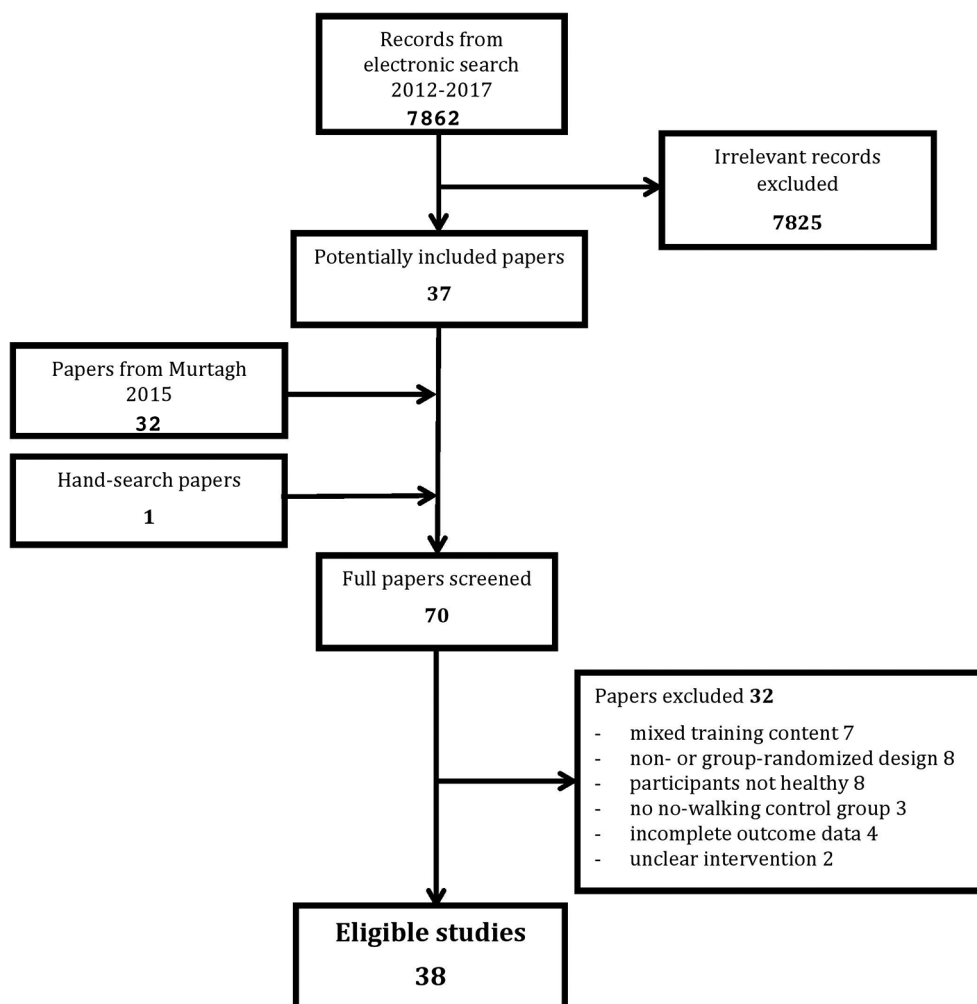 Records from
electronic search
2012-2017
7862
Irrelevant records
excluded
7825
Potentially included papers
37
Papers from Murtagh
2015
32
Hand-search papers
1
Full papers screened
70
Papers excluded 32
- mixed training content 7
- non- or group-randomized design 8
- participants not healthy 8
- no no-walking control group 3
- incomplete outcome data 4
- unclear intervention 2
Eligible studies
38